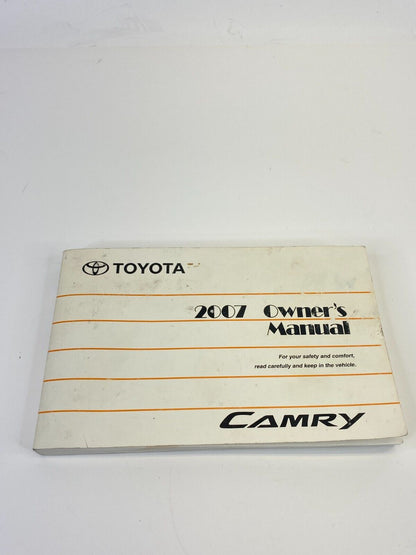 TOYOTA
2007 Owner's
Manual
For your safety and comfort,
read carefully and keep in the vehicle.
CAMRY